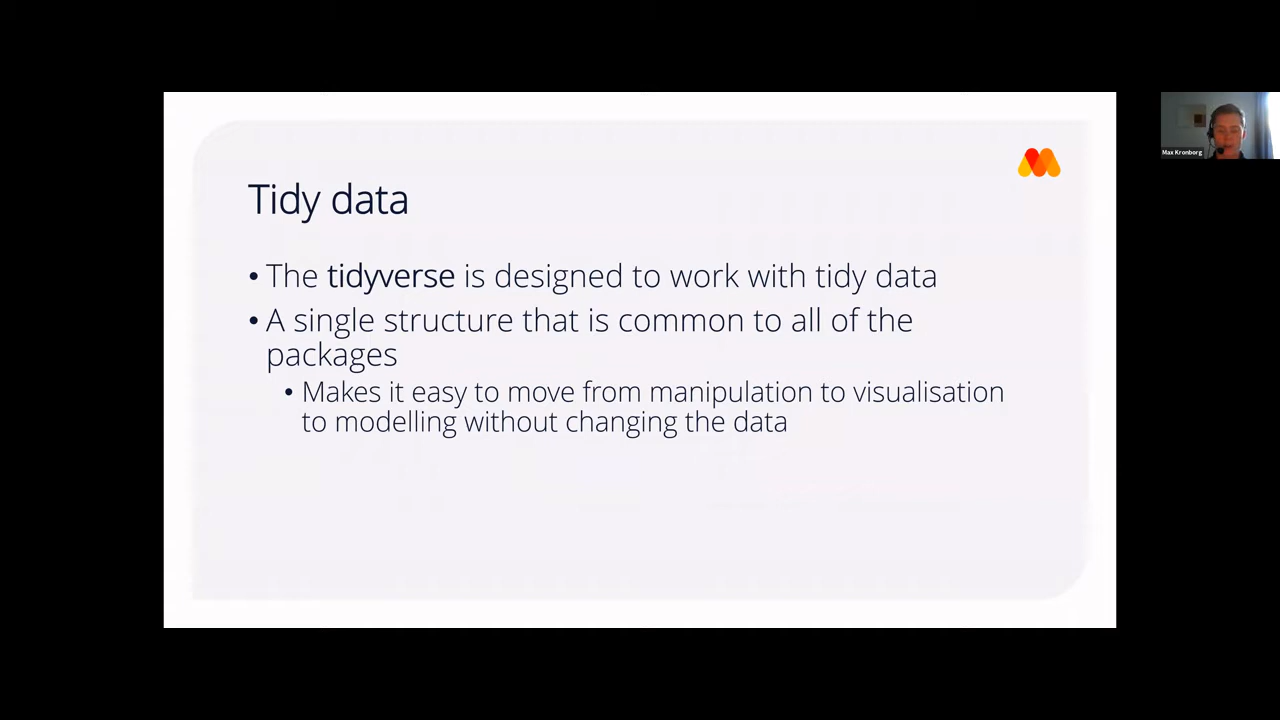 Tidy data
• The tidyverse is designed to work with tidy data
• A single structure that is common to all of the
packages
• Makes it easy to move from manipulation to visualisation
to modelling without changing the data
Max Kronborg